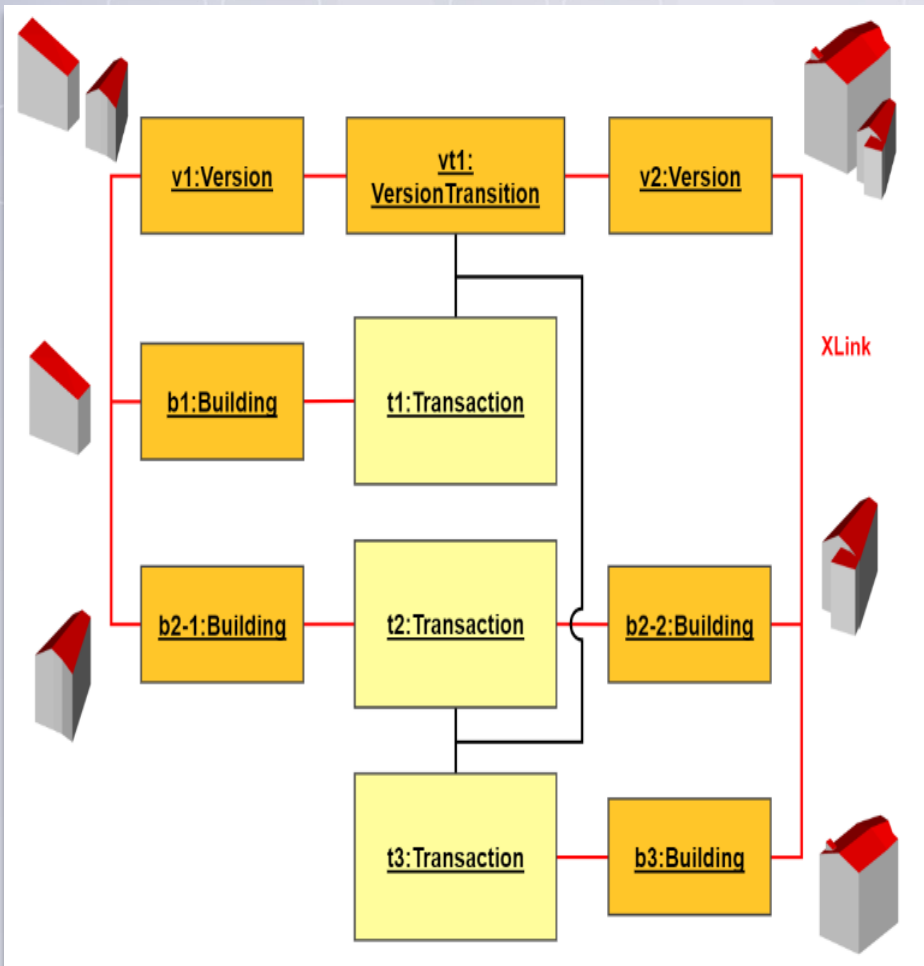 v1:Version
vt1:
VersionTransition
v2:Version
XLink
b1:Building
t1:Transaction
b2-1:Building
t2:Transaction
b2-2:Building
t3:Transaction
b3:Building